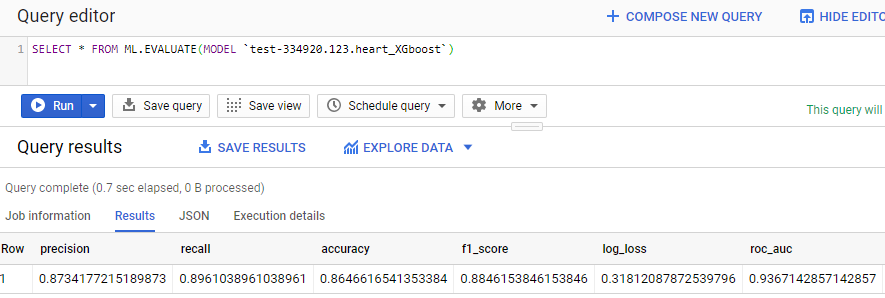 Query editor
COMPOSE NEW QUERY
HIDE EDITO
1 SELECT * FROM ML.EVALUATE(MODEL `test-334920.123.heart_XGboost`)
Run Save query Save view Schedule query More
This query will
Query results
SAVE RESULTS
EXPLORE DATA
Query complete (0.7 sec elapsed, 0 B processed)
Job information Results JSON Execution details
Row precision recall accuracy f1_score log_loss roc_auc
1 0.8734177215189873 0.8961038961038961 0.8646616541353384 0.8846153846153846 0.31812087872539796 0.9367142857142857